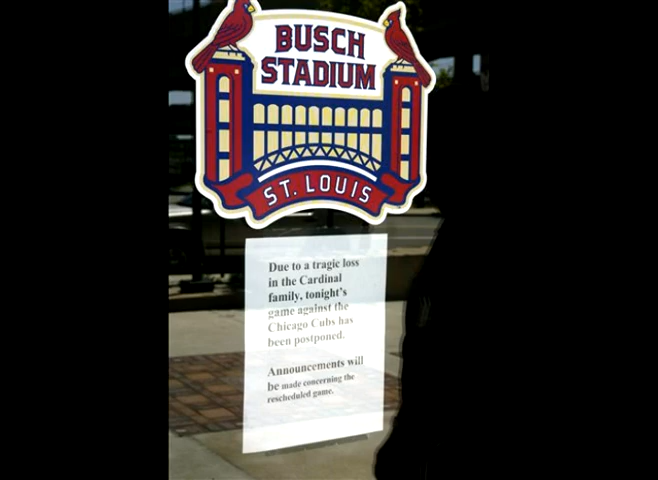 BUSCH
STADIUM
ST. LOUIS
Due to a tragic loss
in the Cardinal
family, tonight's
game against the
Chicago Cubs has
been postponed.
Announcements will
be made concerning the
rescheduled game.